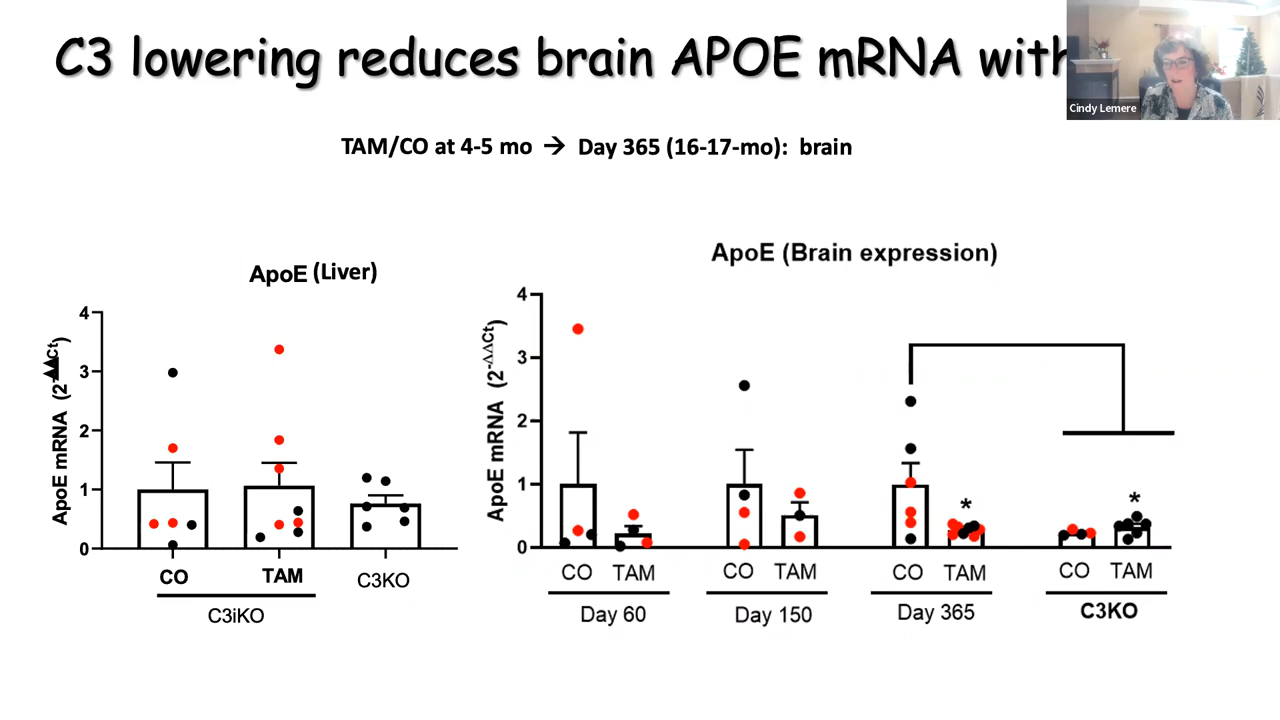 C3 lowering reduces brain APOE mRNA with
Cindy Lemere
TAM/CO at 4-5 mo → Day 365 (16-17-mo): brain
ApoE (Liver)
ApoE mRNA (2-▲▲Ct)
4
3
2
1
0
CO TAM C3KO
C3iKO
ApoE (Brain expression)
ApoE mRNA (2-ΔΔCt)
4
3
2
1
0
* *
CO TAM CO TAM CO TAM CO TAM
Day 60 Day 150 Day 365 C3KO